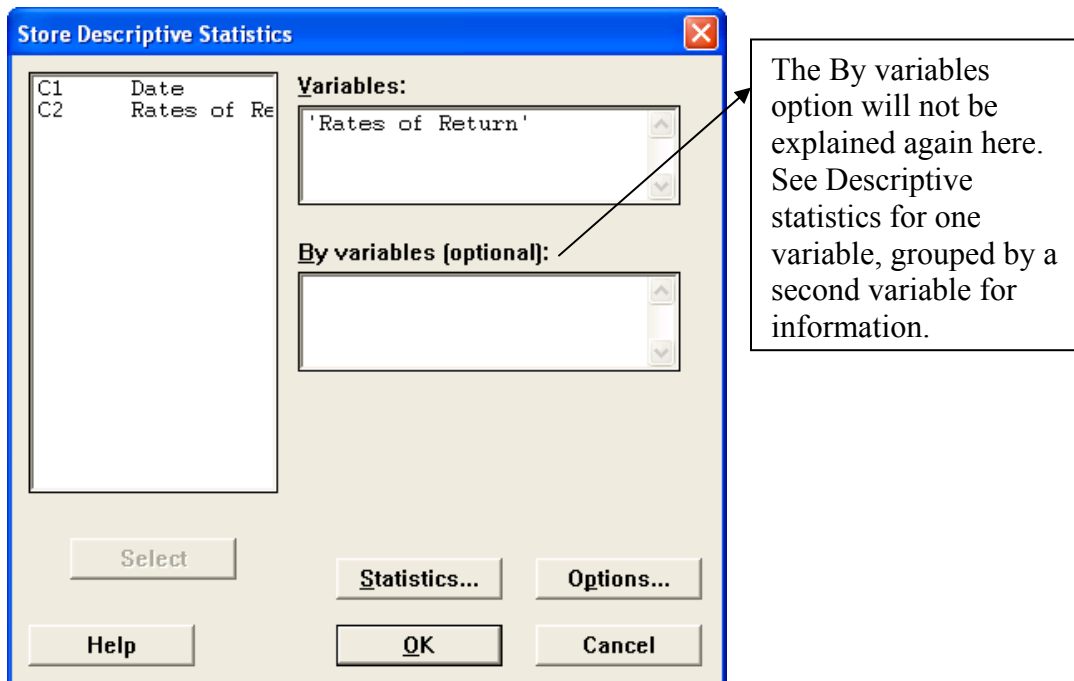 Store Descriptive Statistics
C1 Date
C2 Rates of Re
Variables:
'Rates of Return'
By variables (optional):
Select
Statistics...
Options...
Help
OK
Cancel
The By variables
option will not be
explained again here.
See Descriptive
statistics for one
variable, grouped by a
second variable for
information.